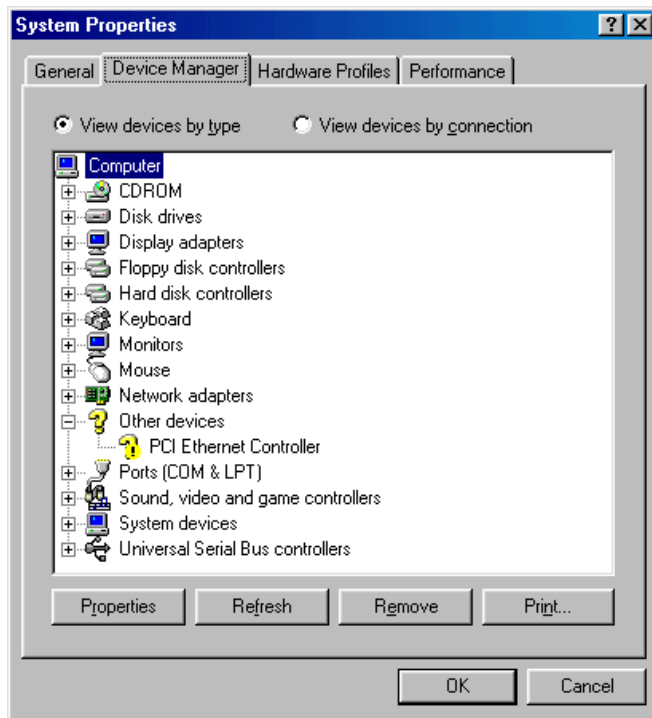 System Properties
General Device Manager Hardware Profiles Performance
View devices by type View devices by connection
Computer
CDROM
Disk drives
Display adapters
Floppy disk controllers
Hard disk controllers
Keyboard
Monitors
Mouse
Network adapters
Other devices
PCI Ethernet Controller
Ports (COM & LPT)
Sound, video and game controllers
System devices
Universal Serial Bus controllers
Properties Refresh Remove Print...
OK Cancel